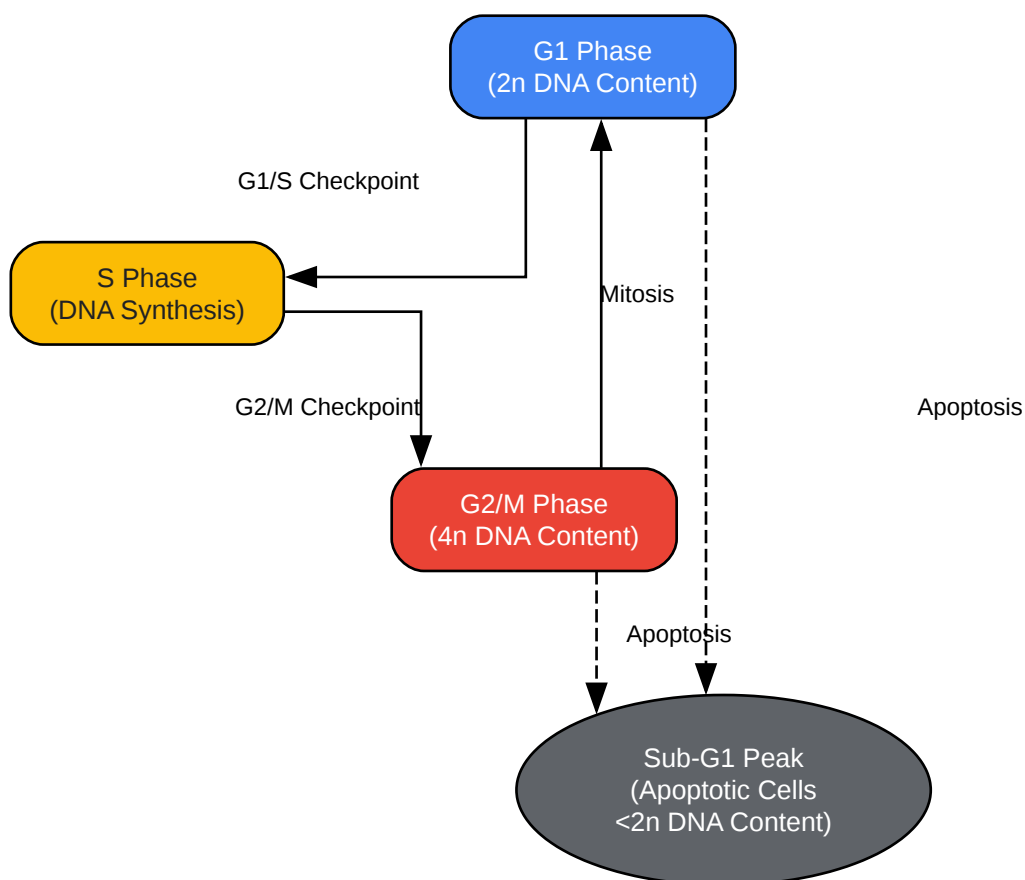 G1 Phase
(2n DNA Content)
G1/S Checkpoint
S Phase
(DNA Synthesis)
Mitosis
G2/M Checkpoint
Apoptosis
G2/M Phase
(4n DNA Content)
Apoptosis
Sub-G1 Peak
(Apoptotic Cells
<2n DNA Content)